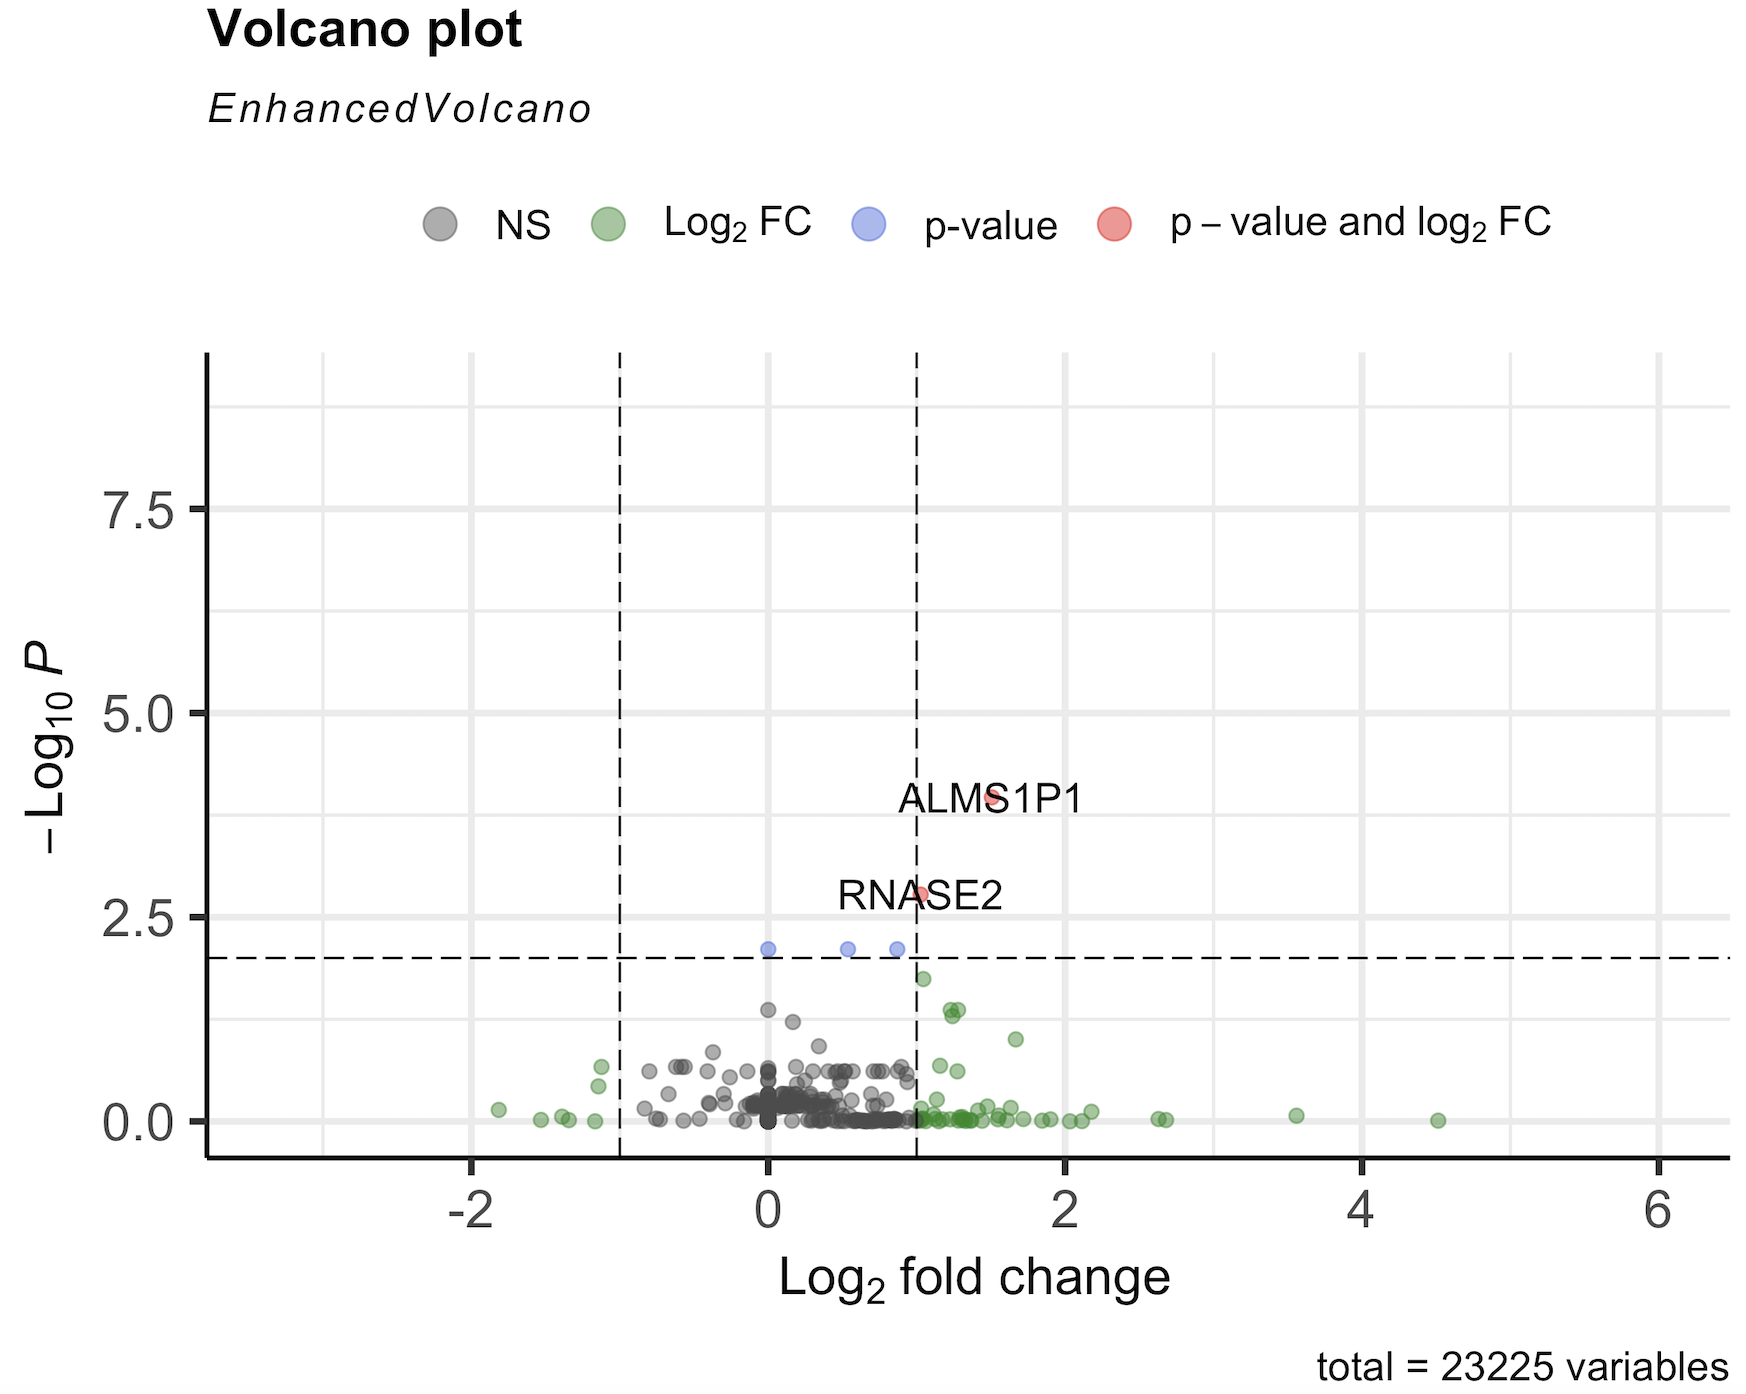 Volcano plot
EnhancedVolcano
NS Log₂ FC p-value p – value and log₂ FC
7.5
5.0
2.5
0.0
−Log₁₀ P
ALMS1P1
RNASE2
-2 0 2 4 6
Log₂ fold change
total = 23225 variables